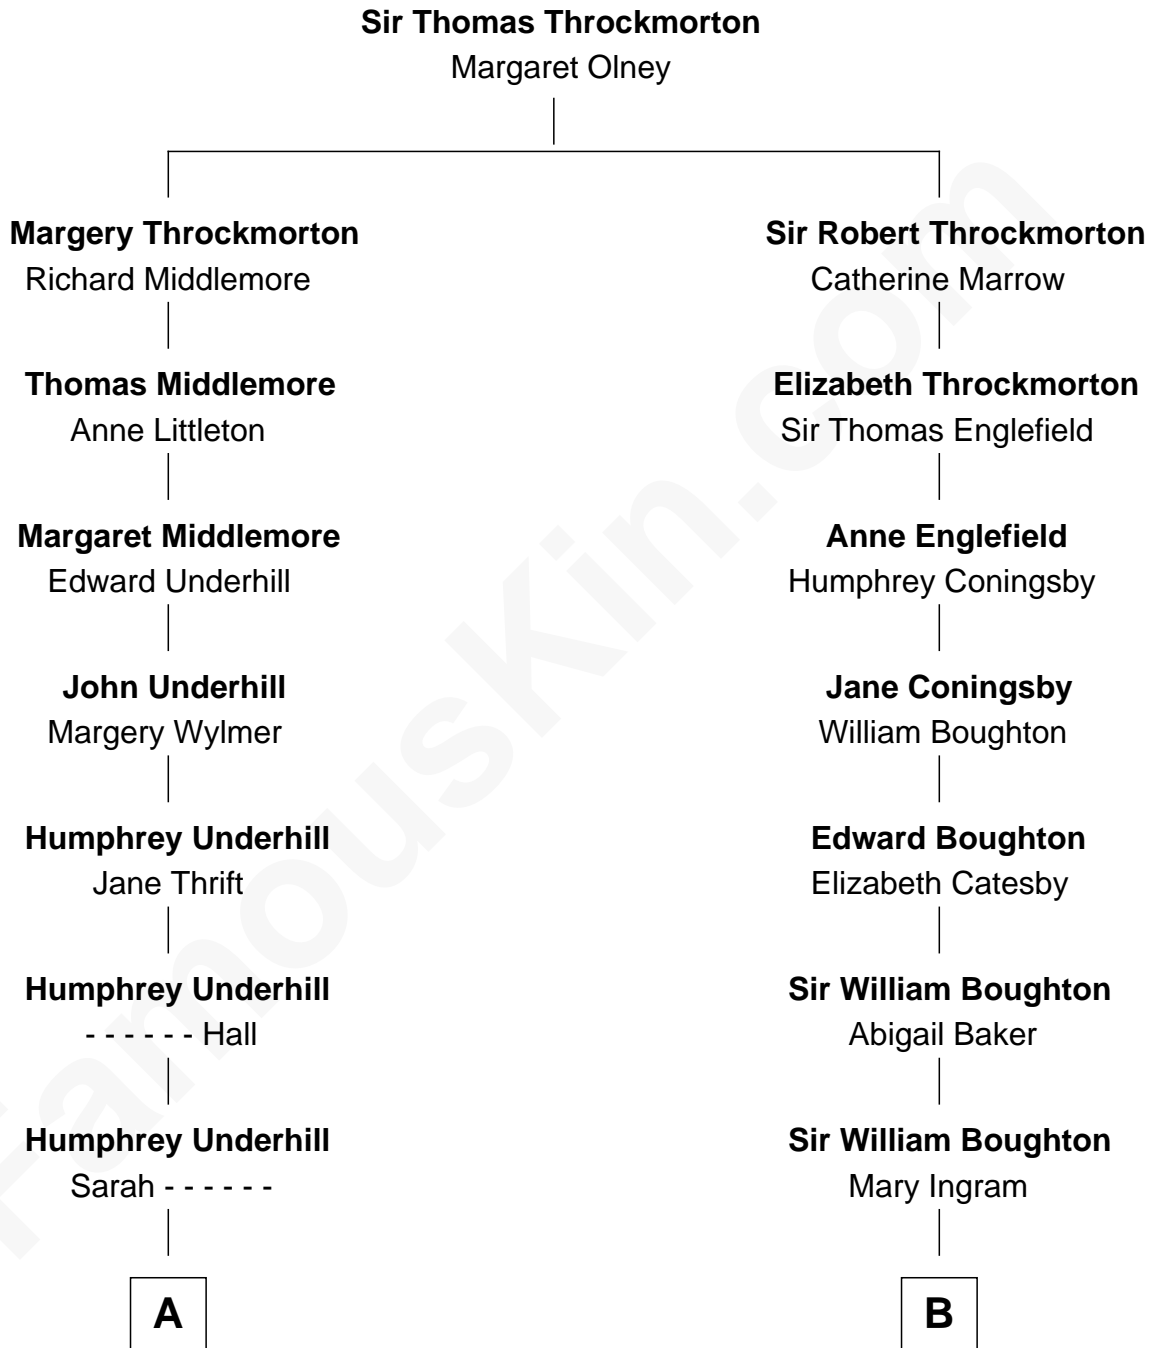 Sir Thomas Throckmorton
Margaret Olney
Margery Throckmorton
Richard Middlemore
Sir Robert Throckmorton
Catherine Marrow
Thomas Middlemore
Anne Littleton
Elizabeth Throckmorton
Sir Thomas Englefield
Margaret Middlemore
Edward Underhill
Anne Englefield
Humphrey Coningsby
John Underhill
Margery Wylmer
Jane Coningsby
William Boughton
Humphrey Underhill
Jane Thrift
Edward Boughton
Elizabeth Catesby
Humphrey Underhill
- - - - - - Hall
Sir William Boughton
Abigail Baker
Humphrey Underhill
Sarah - - - - - -
Sir William Boughton
Mary Ingram
A
B
FamousKin.com